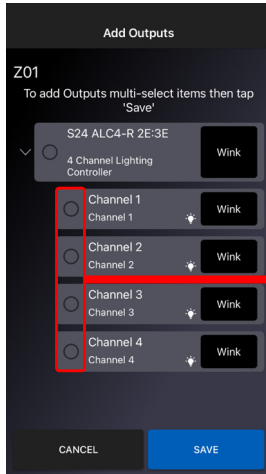 Add Outputs
Z01
To add Outputs multi-select items then tap
'Save'
S24 ALC4-R 2E:3E
4 Channel Lighting
Controller
Wink
Channel 1
Channel 1
Wink
Channel 2
Channel 2
Wink
Channel 3
Channel 3
Wink
Channel 4
Channel 4
Wink
CANCEL
SAVE